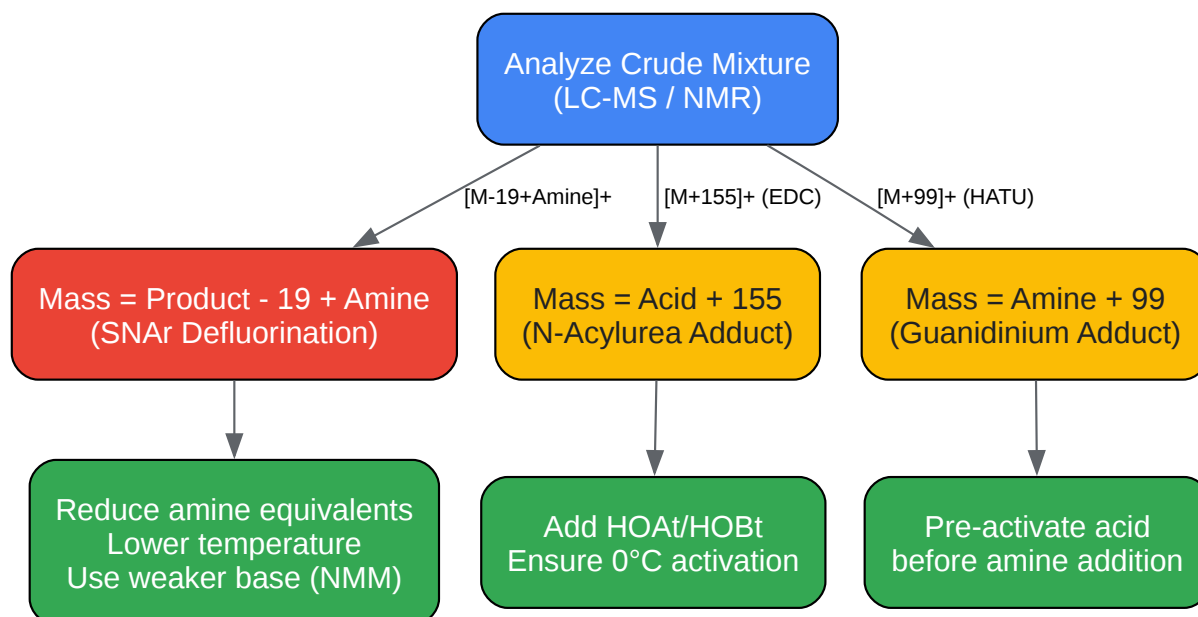 Analyze Crude Mixture
(LC-MS / NMR)
[M-19+Amine]+
[M+155]+ (EDC)
[M+99]+ (HATU)
Mass = Product - 19 + Amine
(SNAr Defluorination)
Mass = Acid + 155
(N-Acylurea Adduct)
Mass = Amine + 99
(Guanidinium Adduct)
Reduce amine equivalents
Lower temperature
Use weaker base (NMM)
Add HOAt/HOBt
Ensure 0°C activation
Pre-activate acid
before amine addition